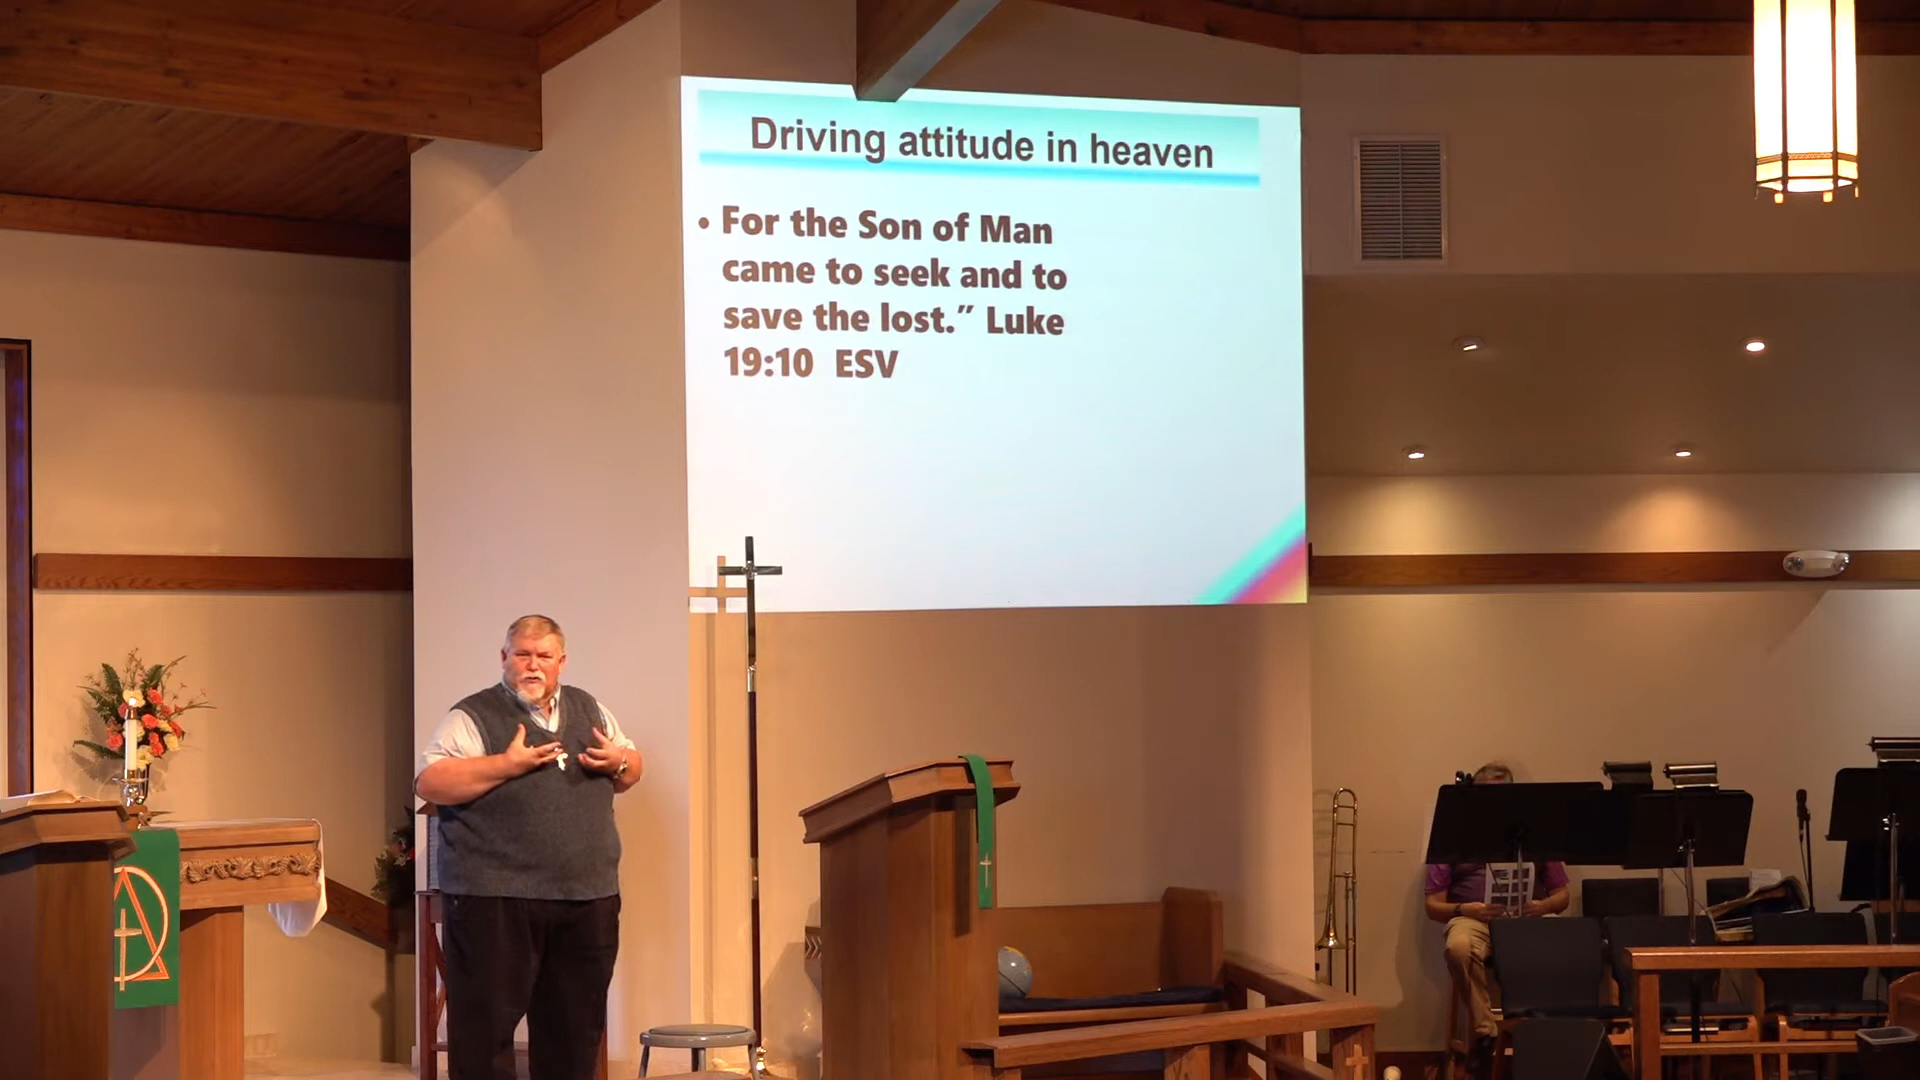 Driving attitude in heaven
• For the Son of Man
came to seek and to
save the lost.” Luke
19:10 ESV